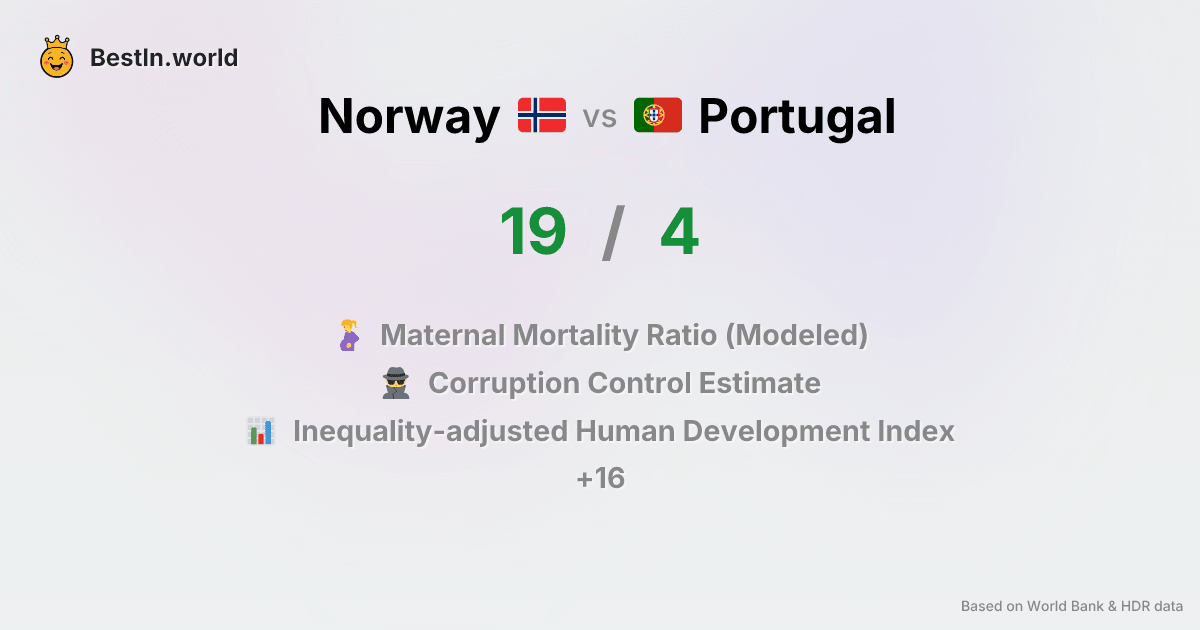 BestIn.world
Norway vs Portugal
19 / 4
Maternal Mortality Ratio (Modeled)
Corruption Control Estimate
Inequality-adjusted Human Development Index
+16
Based on World Bank & HDR data